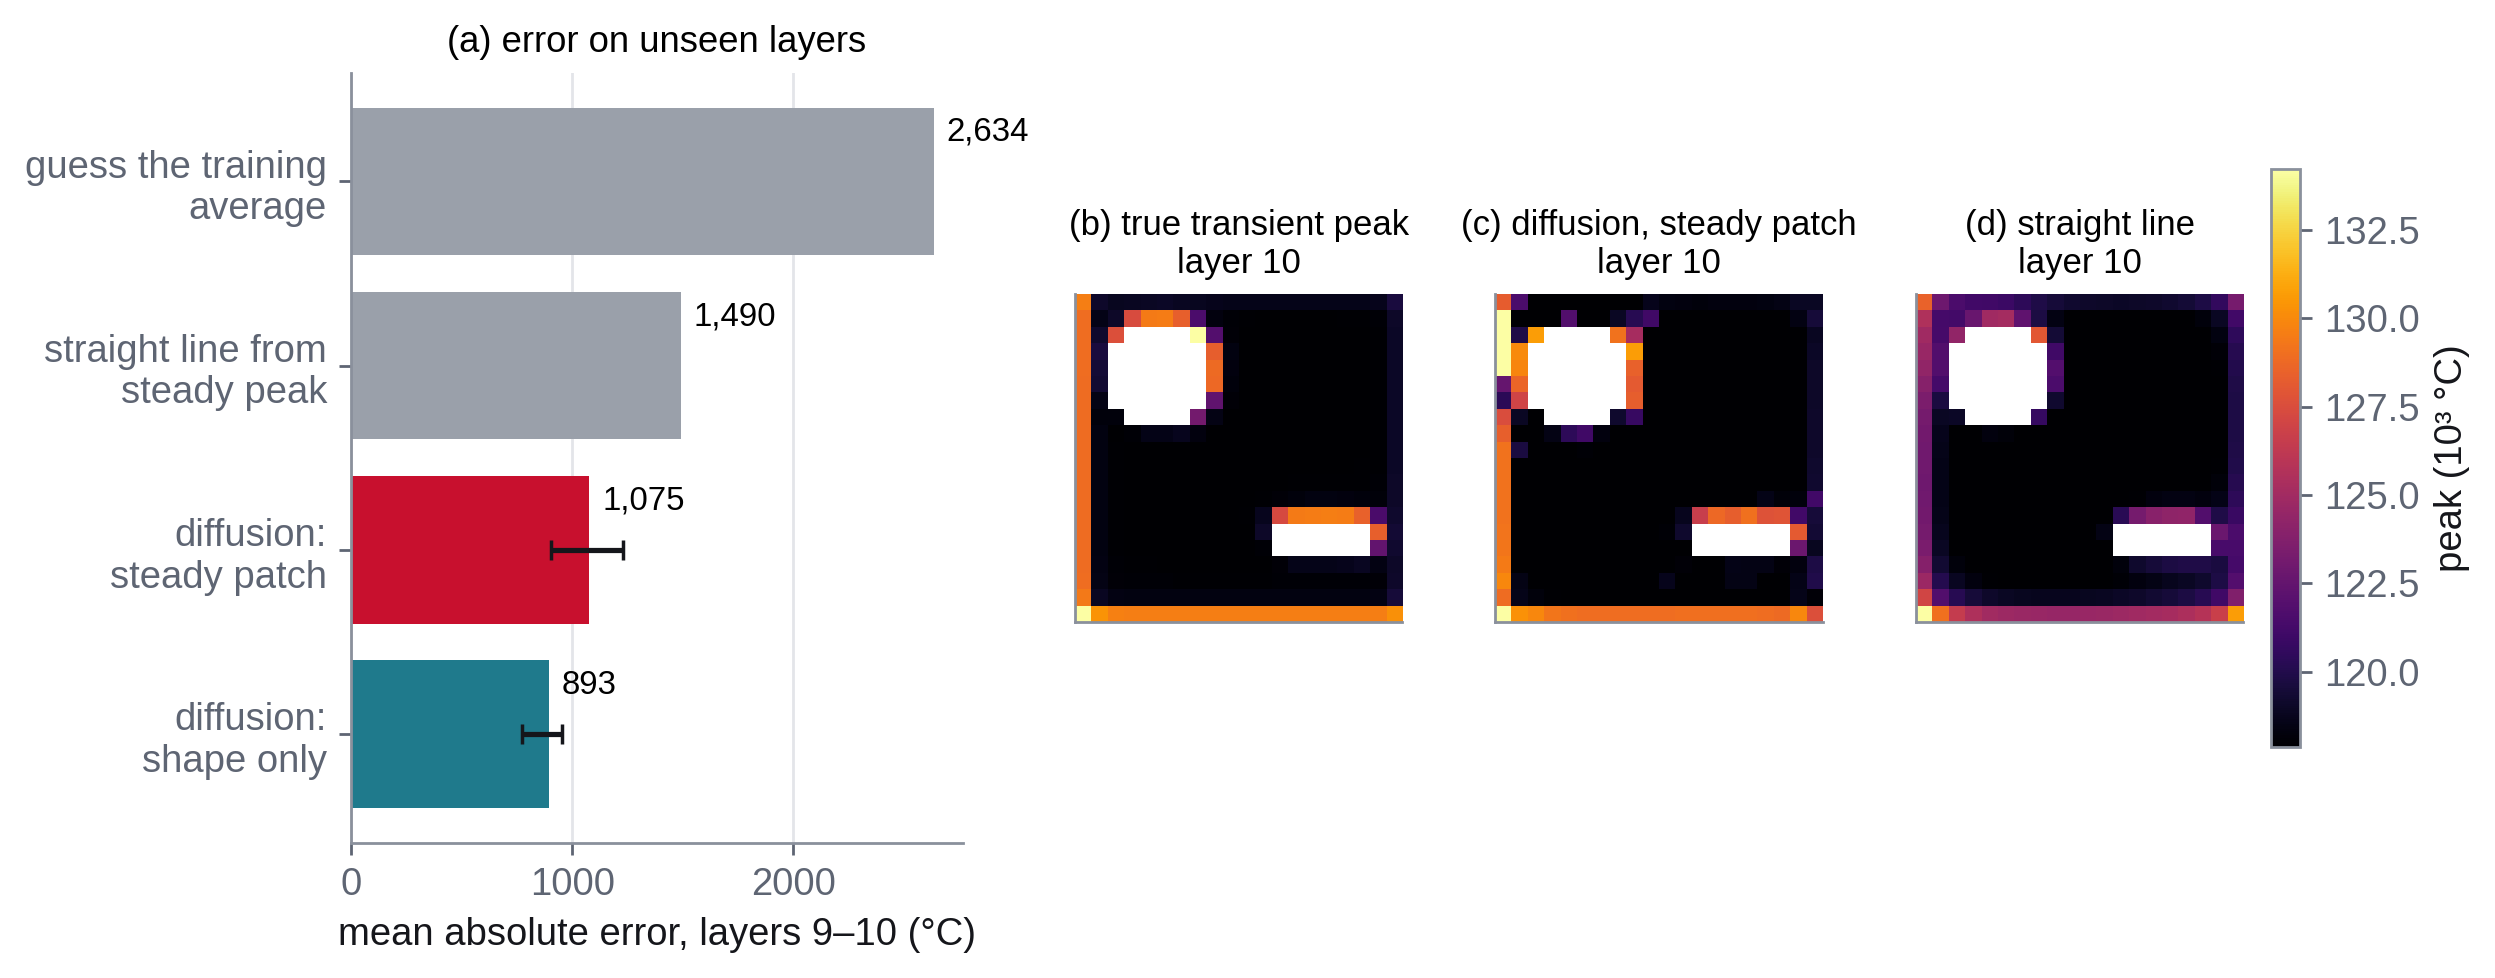 (a) error on unseen layers
guess the training
average
2,634
straight line from
steady peak
1,490
diffusion:
steady patch
1,075
diffusion:
shape only
893
0
1000
2000
mean absolute error, layers 9–10 (°C)
(b) true transient peak
layer 10
(c) diffusion, steady patch
layer 10
(d) straight line
layer 10
132.5
130.0
127.5
125.0
122.5
120.0
peak (10³ °C)